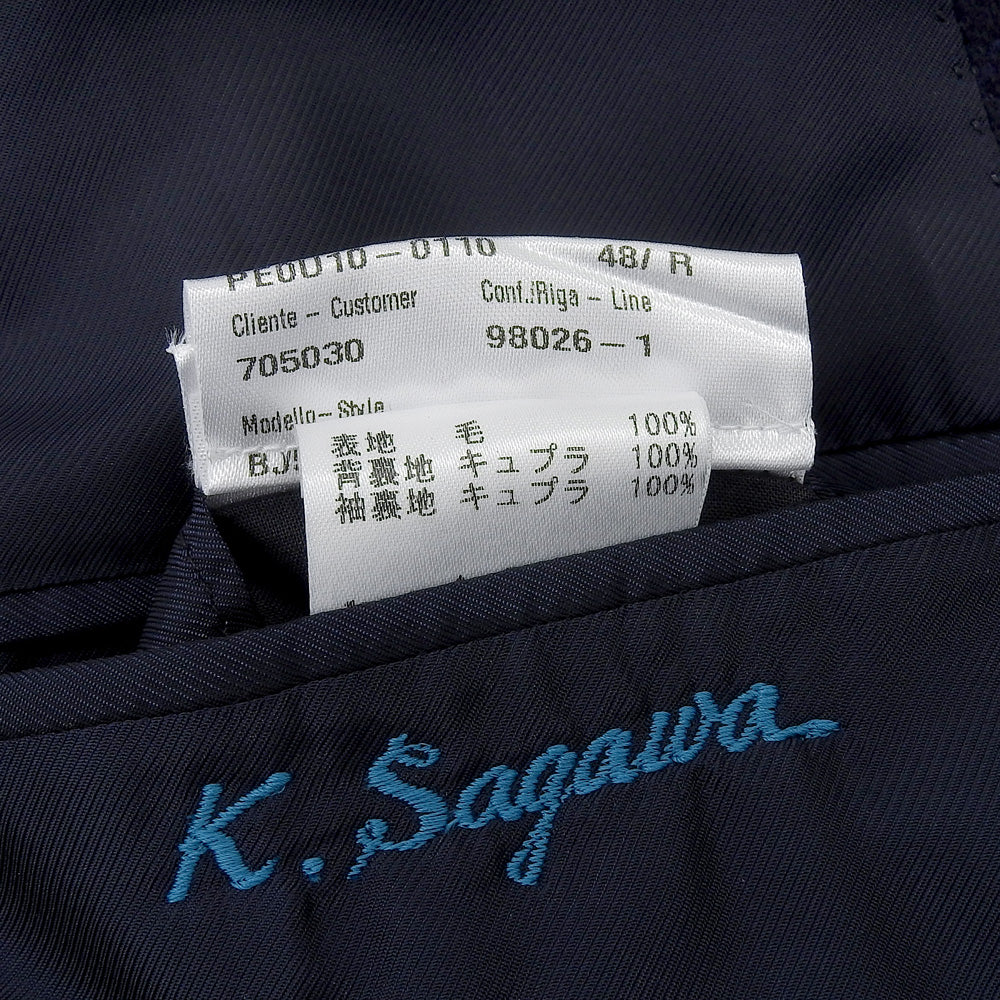 PE0010-0110 48/ R
Cliente - Customer Conf./Riga - Line
705030 98026-1
Modello- Style
表地 毛 100%
背裏地 キュプラ 100%
袖裏地 キュプラ 100%
K. Sagawa